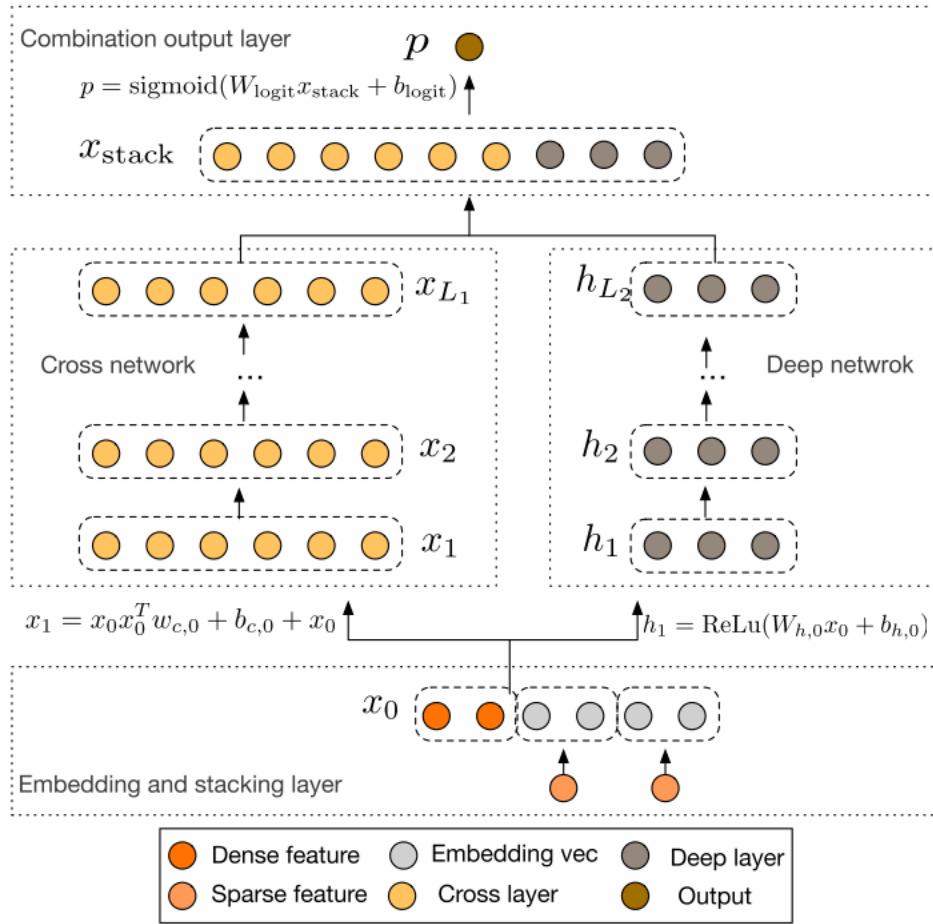 Combination output layer
p
p = sigmoid(W_logit x_stack + b_logit)
x_stack
x_{L_1}
h_{L_2}
Cross network
...
...
Deep netwrok
x_2
h_2
x_1
h_1
x_1 = x_0 x_0^T w_{c,0} + b_{c,0} + x_0
h_1 = ReLu(W_{h,0} x_0 + b_{h,0})
x_0
Embedding and stacking layer
Dense feature
Embedding vec
Deep layer
Sparse feature
Cross layer
Output